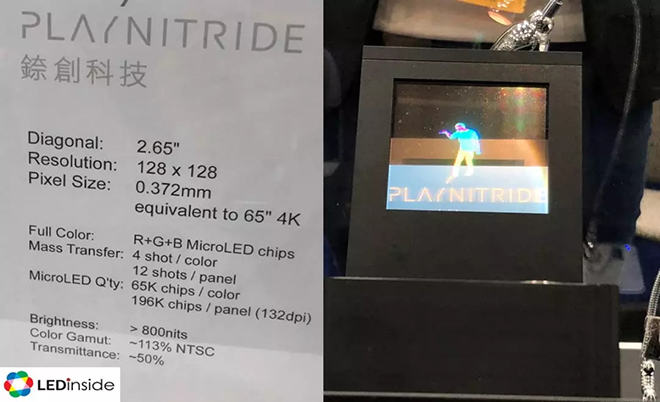 PLAYNITRIDE
錼創科技
Diagonal: 2.65"
Resolution: 128 x 128
Pixel Size: 0.372mm
equivalent to 65" 4K
Full Color: R+G+B MicroLED chips
Mass Transfer: 4 shot / color
12 shots / panel
MicroLED Q'ty: 65K chips / color
196K chips / panel (132dpi)
Brightness: > 800nits
Color Gamut: ~113% NTSC
Transmittance: ~50%
LEDinside
PLAYNITRIDE